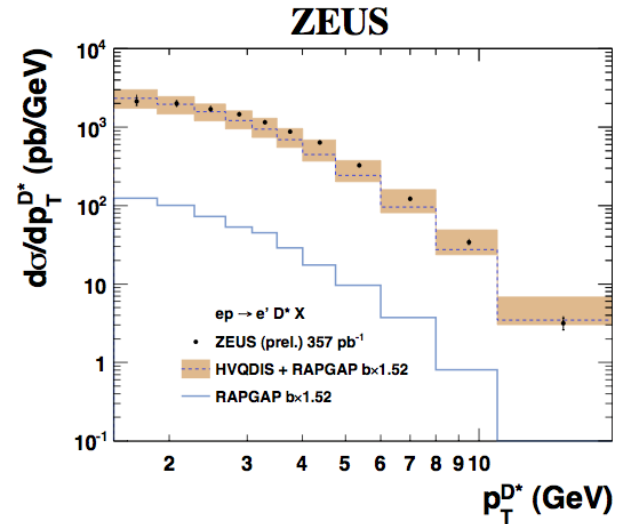 ZEUS
dσ/dp_T^{D*} (pb/GeV)
10^4
10^3
10^2
10
1
10^-1
ep → e' D* X
ZEUS (prel.) 357 pb^-1
HVQDIS + RAPGAP b×1.52
RAPGAP b×1.52
2 3 4 5 6 7 8 9 10
p_T^{D*} (GeV)